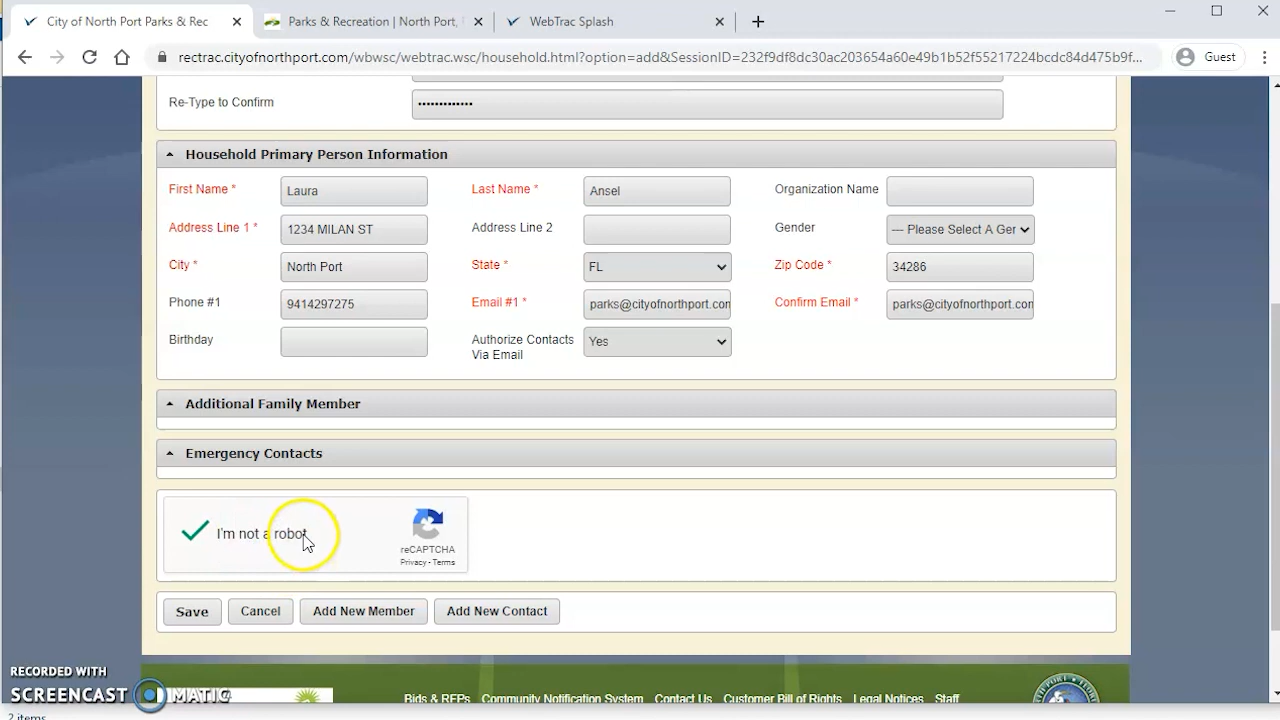 City of North Port Parks & Rec
Parks & Recreation | North Port,
WebTrac Splash
rectrac.cityofnorthport.com/wbwsc/webtrac.wsc/household.html?option=add&SessionID=232f9df8dc30ac203654a60e49b1b52f55217224bcdc84d475b9f...
Guest
Re-Type to Confirm
•••••••••••••
Household Primary Person Information
First Name * Laura Last Name * Ansel Organization Name
Address Line 1 * 1234 MILAN ST Address Line 2 Gender --- Please Select A Ger
City * North Port State * FL Zip Code * 34286
Phone #1 9414297275 Email #1 * parks@cityofnorthport.con Confirm Email * parks@cityofnorthport.con
Birthday Authorize Contacts Via Email Yes
Additional Family Member
Emergency Contacts
I'm not a robot
reCAPTCHA
Privacy - Terms
Save Cancel Add New Member Add New Contact
RECORDED WITH
SCREENCAST MATIC
Bids & RFPs Community Notification System Contact Us Customer Bill of Rights Legal Notices Staff
2 items